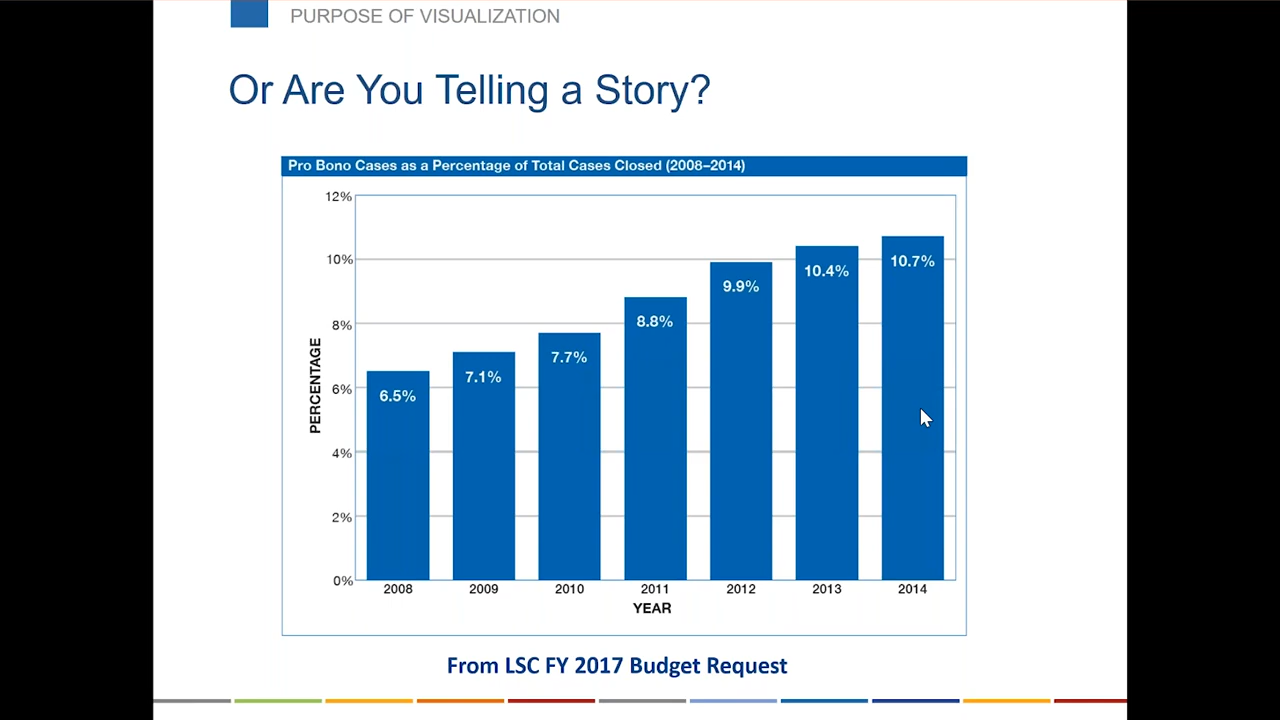 PURPOSE OF VISUALIZATION
Or Are You Telling a Story?
Pro Bono Cases as a Percentage of Total Cases Closed (2008–2014)
12%
10%
8%
6%
4%
2%
0%
PERCENTAGE
6.5%
7.1%
7.7%
8.8%
9.9%
10.4%
10.7%
2008 2009 2010 2011 2012 2013 2014
YEAR
From LSC FY 2017 Budget Request